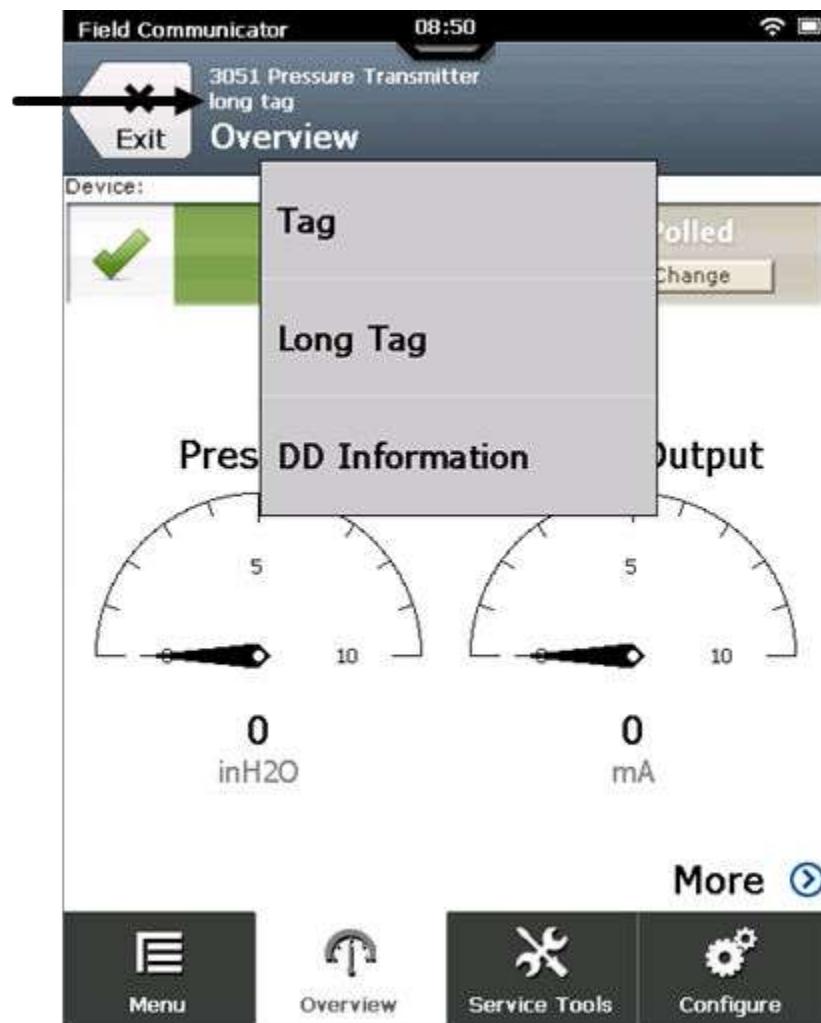 Field Communicator 08:50
3051 Pressure Transmitter
long tag
Exit
Overview
Device:
Tag
Polled
Change
Long Tag
DD Information
Pres
Output
0 5 10
0 5 10
0
inH2O
0
mA
More
Menu Overview Service Tools Configure